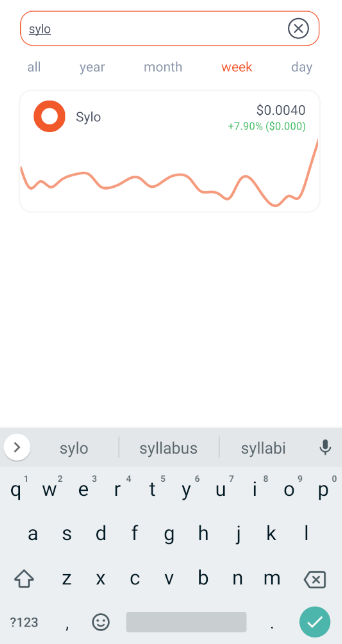 sylo
all year month week day
Sylo
$0.0040
+7.90% ($0.000)
sylo syllabus syllabi
1 2 3 4 5 6 7 8 9 0
q w e r t y u i o p
a s d f g h j k l
z x c v b n m
?123 , .